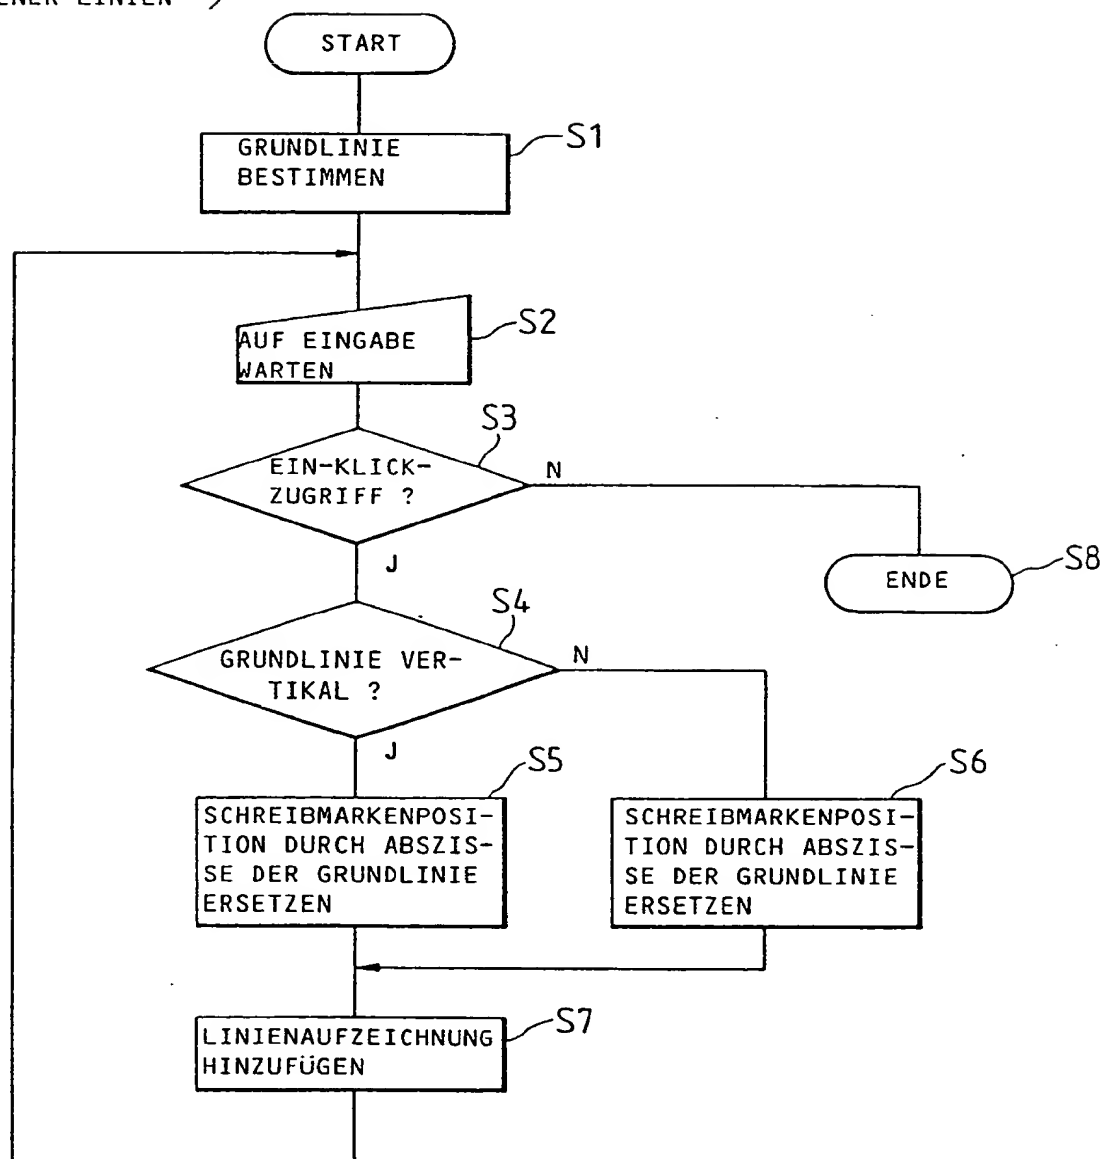 LINIEN
START
GRUNDLINIE
BESTIMMEN
S1
AUF EINGABE
WARTEN
S2
S3
EIN-KLICK-
ZUGRIFF ?
N
J
ENDE
S8
S4
GRUNDLINIE VER-
TIKAL ?
N
J
S5
SCHREIBMARKENPOSI-
TION DURCH ABSZIS-
SE DER GRUNDLINIE
ERSETZEN
S6
SCHREIBMARKENPOSI-
TION DURCH ABSZIS-
SE DER GRUNDLINIE
ERSETZEN
LINIENAUFZEICHNUNG
HINZUFÜGEN
S7